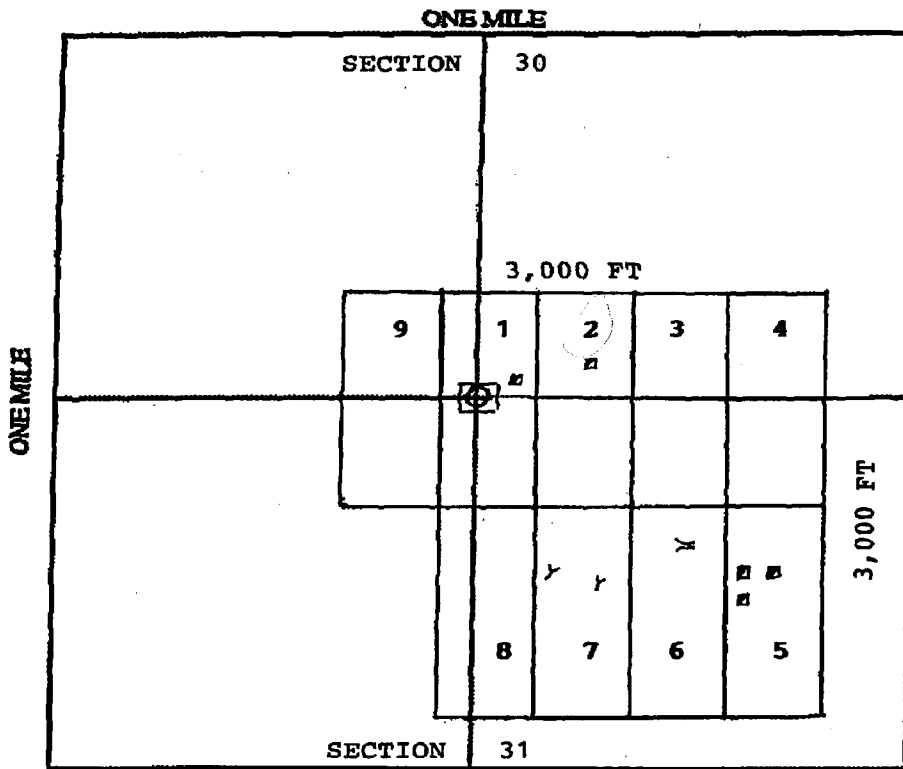 ONE MILE
SECTION 30
3,000 FT
9 1 2 3 4
ONE MILE
3,000 FT
8 7 6 5
SECTION 31